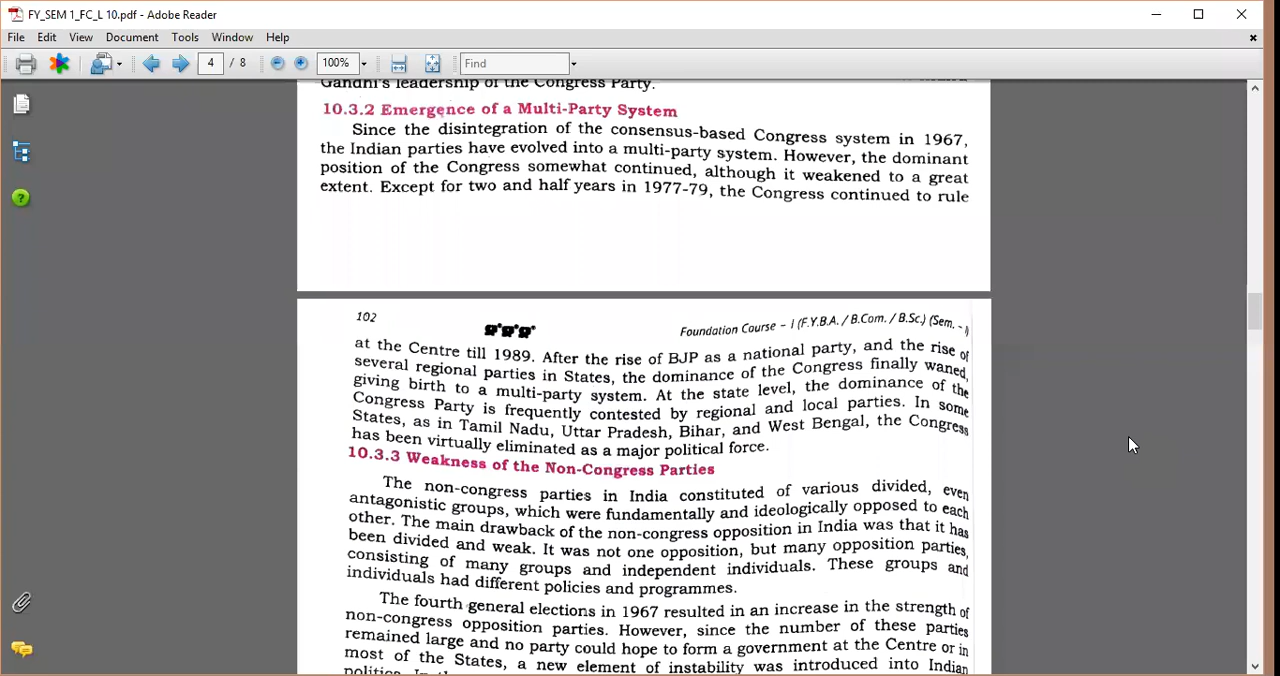 FY_SEM 1_FC_L 10.pdf - Adobe Reader
File Edit View Document Tools Window Help
4 / 8 100% Find
Gandhi's leadership of the Congress Party.
10.3.2 Emergence of a Multi-Party System
Since the disintegration of the consensus-based Congress system in 1967,
the Indian parties have evolved into a multi-party system. However, the dominant
position of the Congress somewhat continued, although it weakened to a great
extent. Except for two and half years in 1977-79, the Congress continued to rule
102 Foundation Course - I (F.Y.B.A. / B.Com. / B.Sc.) (Sem. - I)
at the Centre till 1989. After the rise of BJP as a national party, and the rise of
several regional parties in States, the dominance of the Congress finally waned,
giving birth to a multi-party system. At the state level, the dominance of the
Congress Party is frequently contested by regional and local parties. In some
States, as in Tamil Nadu, Uttar Pradesh, Bihar, and West Bengal, the Congress
has been virtually eliminated as a major political force.
10.3.3 Weakness of the Non-Congress Parties
The non-congress parties in India constituted of various divided, even
antagonistic groups, which were fundamentally and ideologically opposed to each
other. The main drawback of the non-congress opposition in India was that it has
been divided and weak. It was not one opposition, but many opposition parties,
consisting of many groups and independent individuals. These groups and
individuals had different policies and programmes.
The fourth general elections in 1967 resulted in an increase in the strength of
non-congress opposition parties. However, since the number of these parties
remained large and no party could hope to form a government at the Centre or in
most of the States, a new element of instability was introduced into Indian